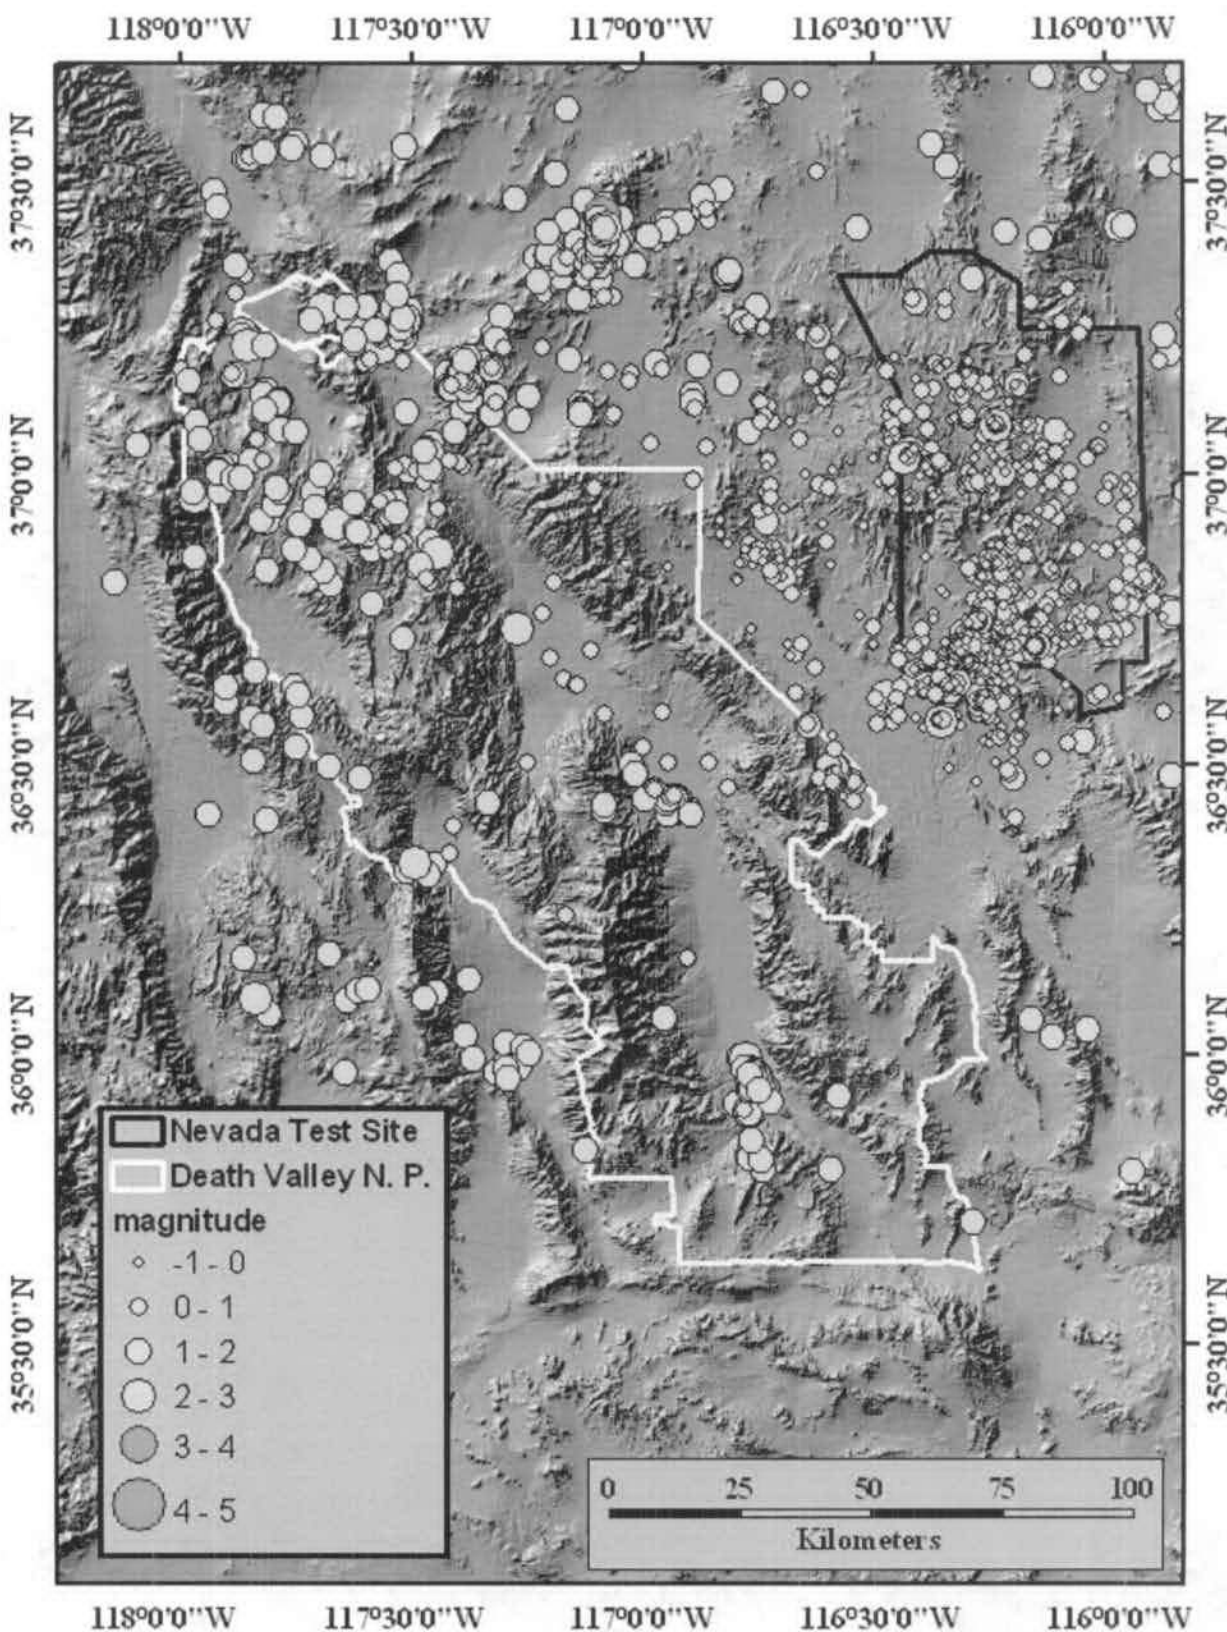 118°0'0"W 117°30'0"W 117°0'0"W 116°30'0"W 116°0'0"W
37°30'0"N 37°30'0"N
37°0'0"N 37°0'0"N
36°30'0"N 36°30'0"N
36°0'0"N 36°0'0"N
35°30'0"N 35°30'0"N
Nevada Test Site
Death Valley N. P.
magnitude
-1 - 0
0 - 1
1 - 2
2 - 3
3 - 4
4 - 5
0 25 50 75 100
Kilometers
118°0'0"W 117°30'0"W 117°0'0"W 116°30'0"W 116°0'0"W